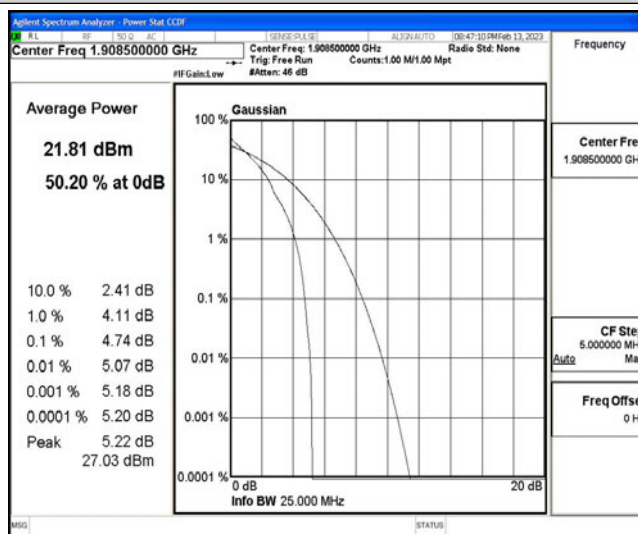 Agilent Spectrum Analyzer - Power Stat CCDF
RL RF 50 Ω AC SENSE:PULSE ALIGN AUTO 08:47:10 PM Feb 13, 2023
Center Freq 1.908500000 GHz
Center Freq: 1.908500000 GHz Radio Std: None
Trig: Free Run Counts:1.00 M/1.00 Mpt
#IFGain:Low #Atten: 46 dB
Frequency
Average Power
21.81 dBm
50.20 % at 0dB
10.0 % 2.41 dB
1.0 % 4.11 dB
0.1 % 4.74 dB
0.01 % 5.07 dB
0.001 % 5.18 dB
0.0001 % 5.20 dB
Peak 5.22 dB
27.03 dBm
Gaussian
100 %
10 %
1 %
0.1 %
0.01 %
0.001 %
0.0001 %
0 dB 20 dB
Info BW 25.000 MHz
Center Fre
1.908500000 GH
CF Ste
5.000000 MH
Auto Ma
Freq Offse
0 H
MSG STATUS